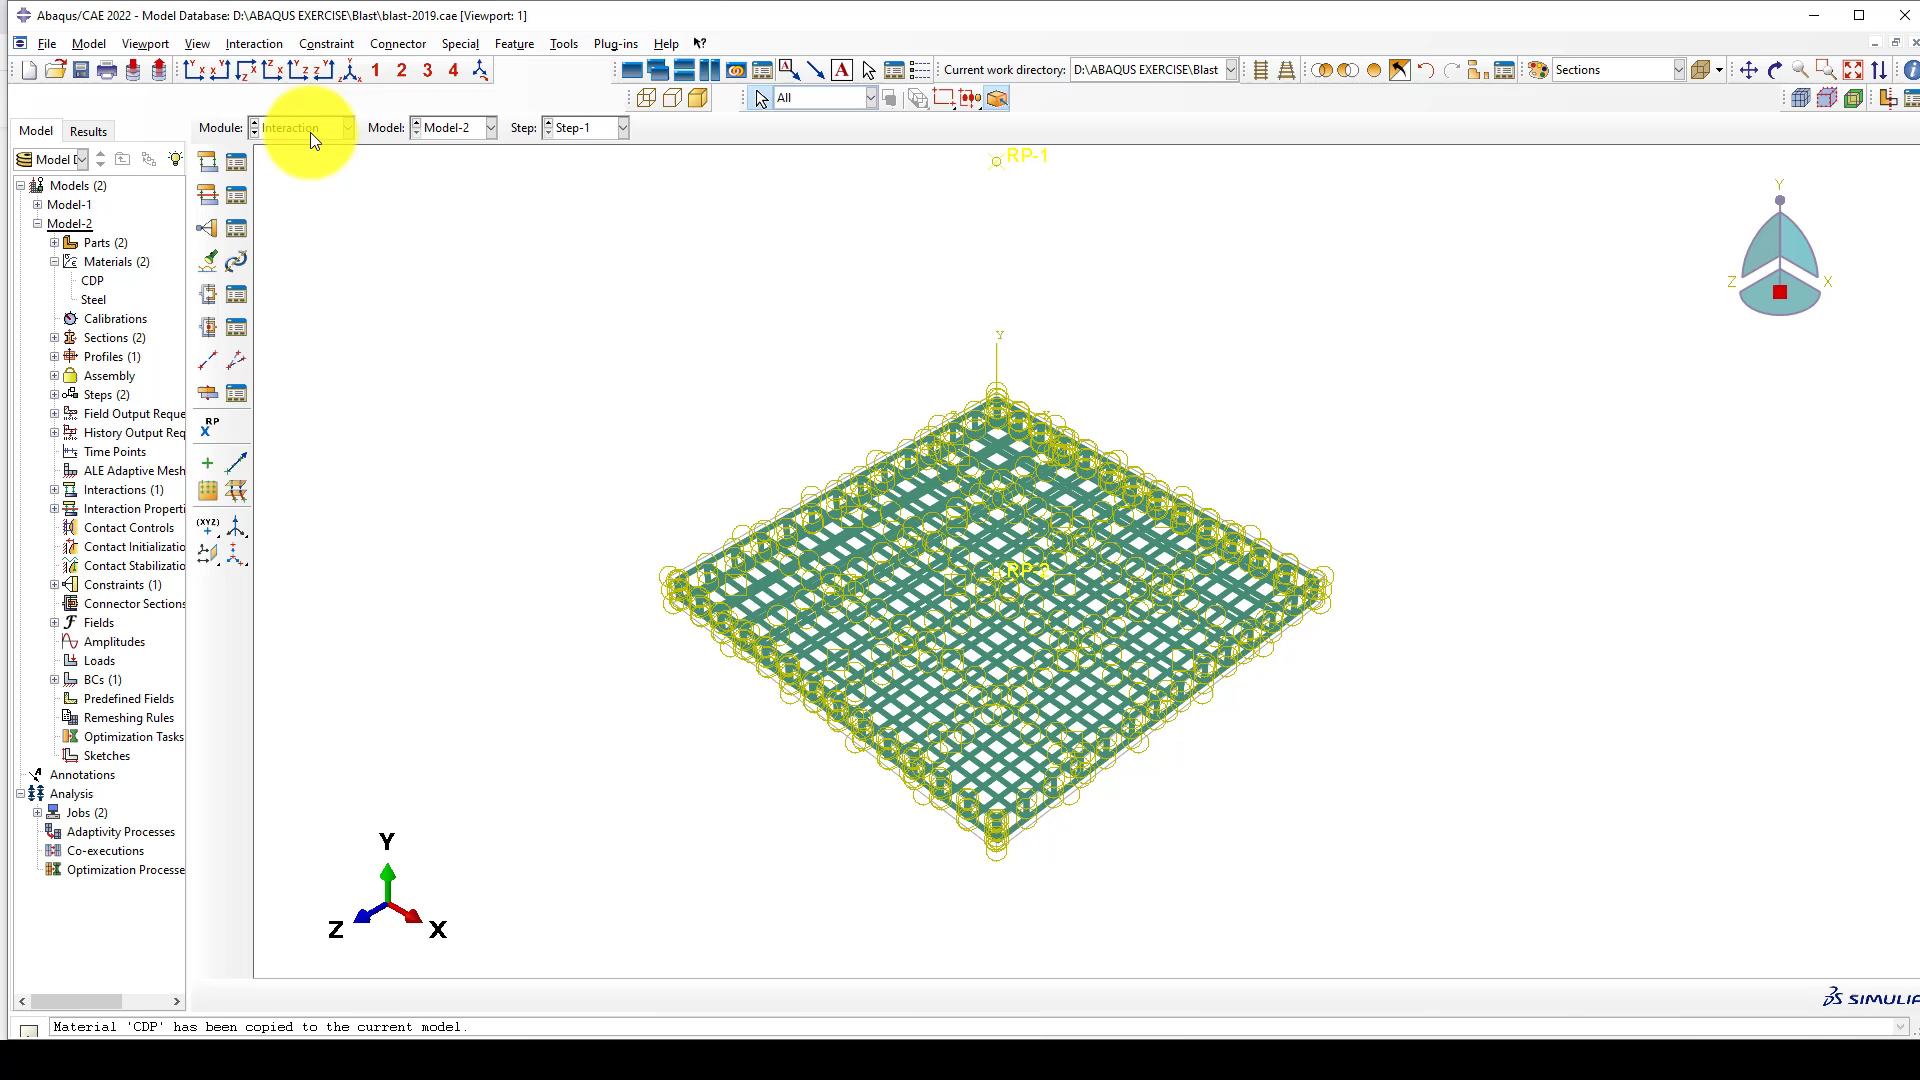 Abaqus/CAE 2022 - Model Database: D:\ABAQUS EXERCISE\Blast\blast-2019.cae [Viewport: 1]
File Model Viewport View Interaction Constraint Connector Special Feature Tools Plug-ins Help
1 2 3 4 A Current work directory: D:\ABAQUS EXERCISE\Blast Sections
All
Model Results Module: Interaction Model: Model-2 Step: Step-1
Model D
Models (2)
Model-1
Model-2
Parts (2)
Materials (2)
CDP
Steel
Calibrations
Sections (2)
Profiles (1)
Assembly
Steps (2)
Field Output Reque
History Output Req
Time Points
ALE Adaptive Mesh
Interactions (1)
Interaction Properti
Contact Controls
Contact Initializatio
Contact Stabilizatio
Constraints (1)
Connector Sections
Fields
Amplitudes
Loads
BCs (1)
Predefined Fields
Remeshing Rules
Optimization Tasks
Sketches
Annotations
Analysis
Jobs (2)
Adaptivity Processes
Co-executions
Optimization Processe
RP
(XYZ)
RP-1
Y
Z X
Y
RP-2
Y
Z X
SIMULIA
Material 'CDP' has been copied to the current model.